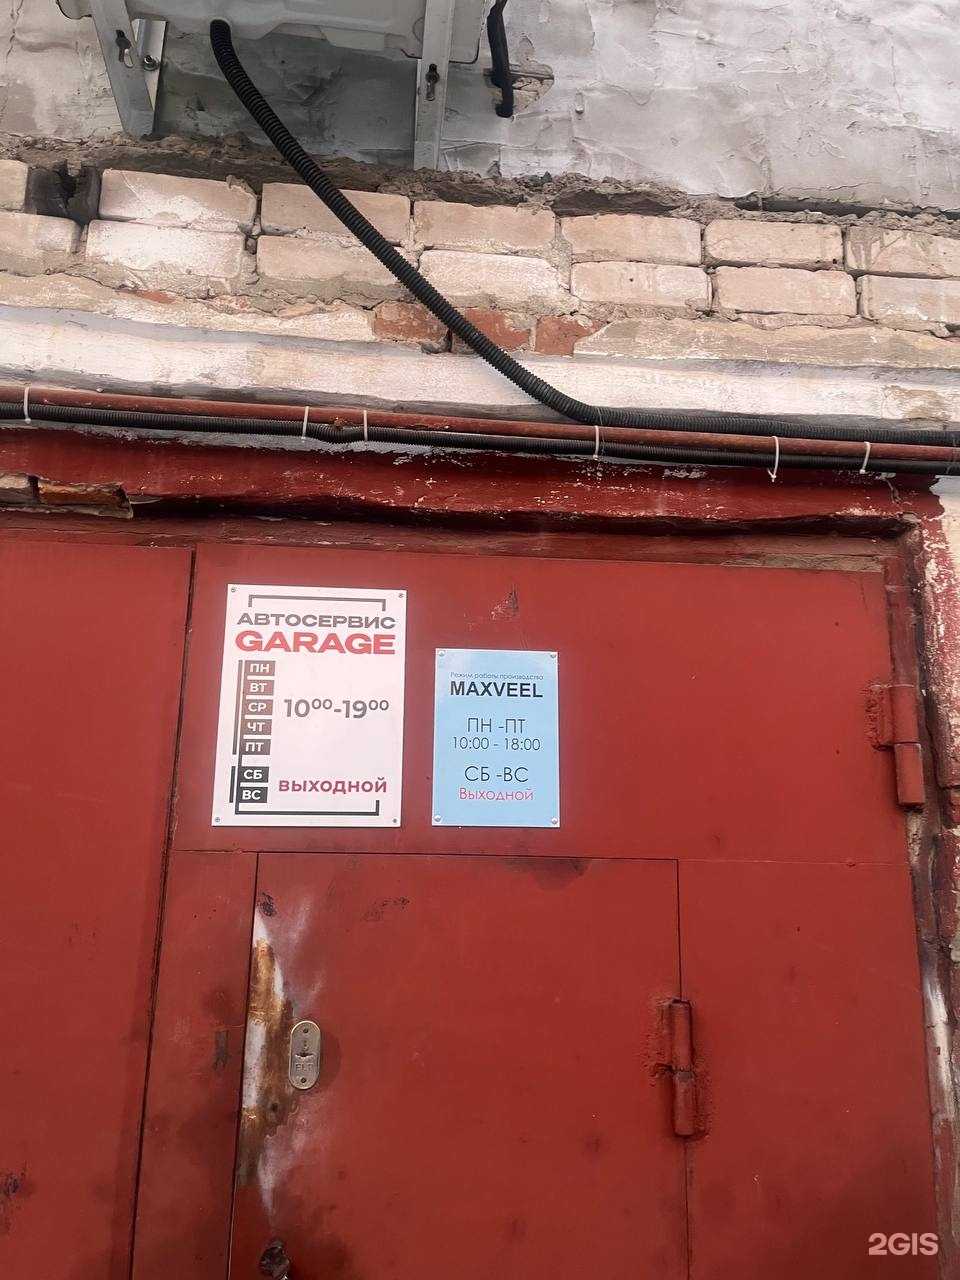 АВТОСЕРВИС
GARAGE
ПН
ВТ
СР
ЧТ
ПТ
10⁰⁰-19⁰⁰
СБ
ВС
ВЫХОДНОЙ
Режим работы производства
MAXVEEL
ПН -ПТ
10:00 - 18:00
СБ -ВС
Выходной
2GIS